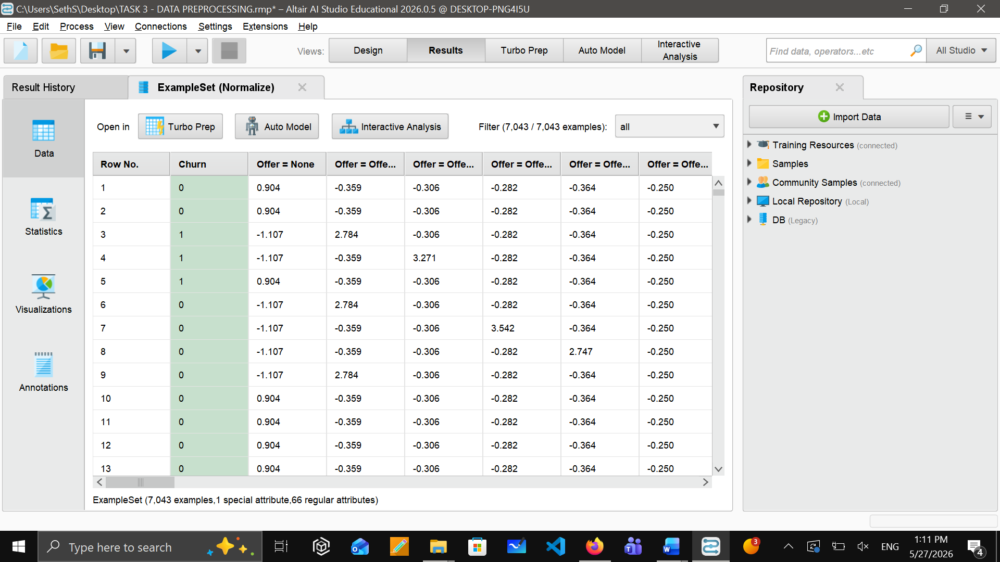 C:\Users\SethS\Desktop\TASK 3 - DATA PREPROCESSING.rmp* – Altair AI Studio Educational 2026.0.5 @ DESKTOP-PNG4I5U
File Edit Process View Connections Settings Extensions Help
Views: Design Results Turbo Prep Auto Model Interactive Analysis
Find data, operators...etc All Studio
Result History ExampleSet (Normalize)
Repository
Data
Statistics
Visualizations
Annotations
Open in Turbo Prep Auto Model Interactive Analysis Filter (7,043 / 7,043 examples): all
Row No. Churn Offer = None Offer = Offe... Offer = Offe... Offer = Offe... Offer = Offe... Offer = Offe...
1 0 0.904 -0.359 -0.306 -0.282 -0.364 -0.250
2 0 0.904 -0.359 -0.306 -0.282 -0.364 -0.250
3 1 -1.107 2.784 -0.306 -0.282 -0.364 -0.250
4 1 -1.107 -0.359 3.271 -0.282 -0.364 -0.250
5 1 0.904 -0.359 -0.306 -0.282 -0.364 -0.250
6 0 -1.107 2.784 -0.306 -0.282 -0.364 -0.250
7 0 -1.107 -0.359 -0.306 3.542 -0.364 -0.250
8 0 -1.107 -0.359 -0.306 -0.282 2.747 -0.250
9 0 -1.107 2.784 -0.306 -0.282 -0.364 -0.250
10 0 0.904 -0.359 -0.306 -0.282 -0.364 -0.250
11 0 0.904 -0.359 -0.306 -0.282 -0.364 -0.250
12 0 0.904 -0.359 -0.306 -0.282 -0.364 -0.250
13 0 0.904 -0.359 -0.306 -0.282 -0.364 -0.250
ExampleSet (7,043 examples,1 special attribute,66 regular attributes)
Import Data
Training Resources (connected)
Samples
Community Samples (connected)
Local Repository (Local)
DB (Legacy)
Type here to search
3
ENG
1:11 PM
5/27/2026
4